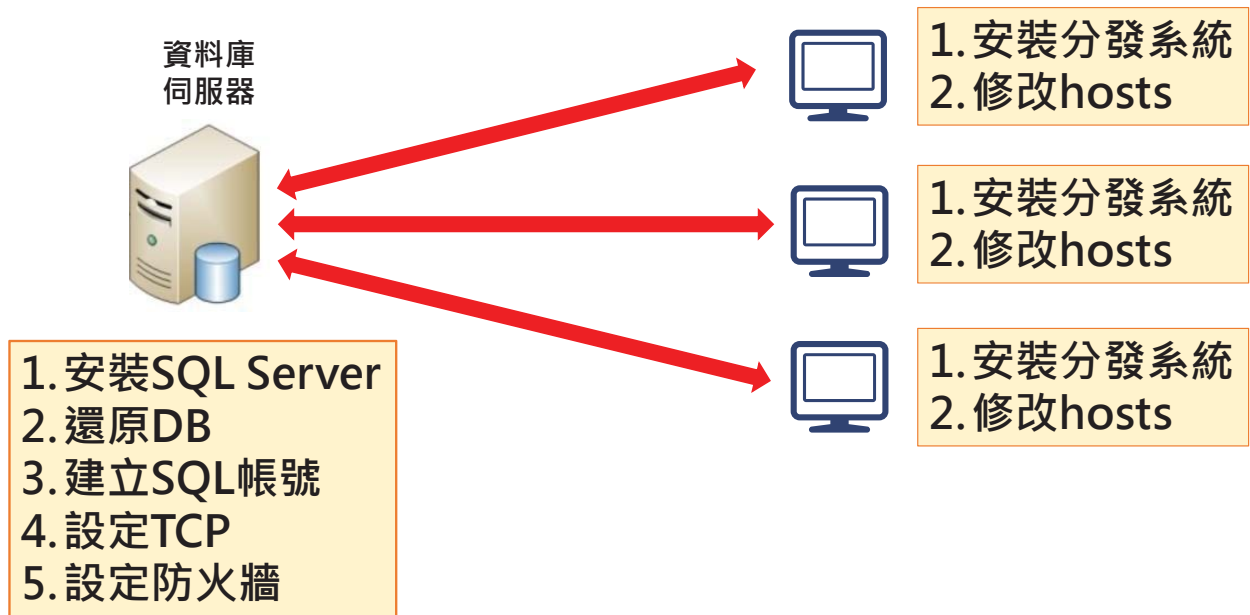 資料庫
伺服器
1.安裝SQL Server
2.還原DB
3.建立SQL帳號
4.設定TCP
5.設定防火牆
1.安裝分發系統
2.修改hosts
1.安裝分發系統
2.修改hosts
1.安裝分發系統
2.修改hosts